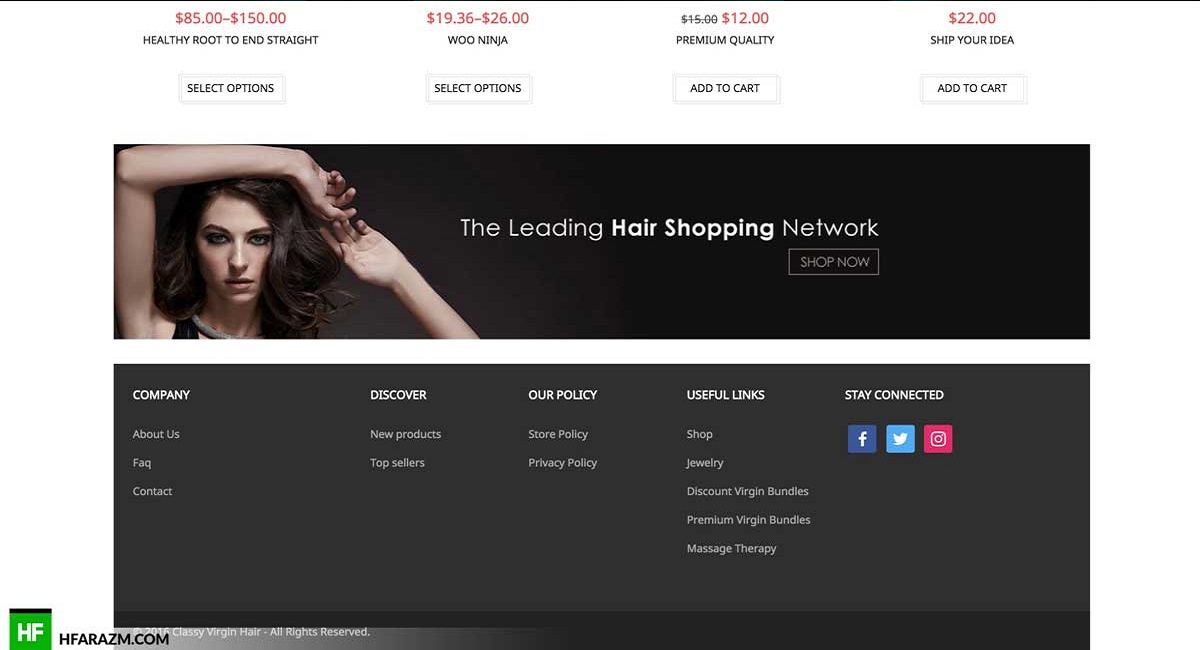 $85.00–$150.00 $19.36–$26.00 $15.00 $12.00 $22.00
HEALTHY ROOT TO END STRAIGHT WOO NINJA PREMIUM QUALITY SHIP YOUR IDEA
SELECT OPTIONS SELECT OPTIONS ADD TO CART ADD TO CART
The Leading Hair Shopping Network
SHOP NOW
COMPANY
About Us
Faq
Contact
DISCOVER
New products
Top sellers
OUR POLICY
Store Policy
Privacy Policy
USEFUL LINKS
Shop
Jewelry
Discount Virgin Bundles
Premium Virgin Bundles
Massage Therapy
STAY CONNECTED
© 2016 Classy Virgin Hair - All Rights Reserved.
HF HFARAZM.COM